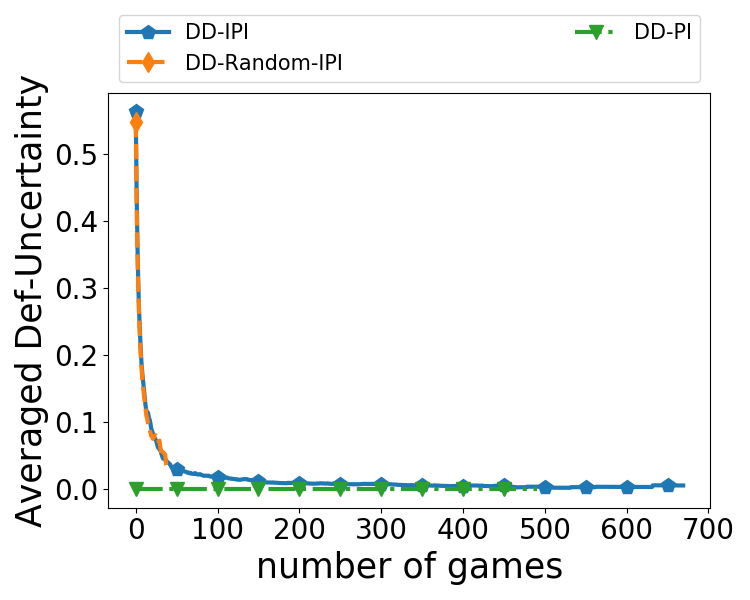 DD-IPI
DD-Random-IPI
DD-PI
Averaged Def-Uncertainty
0.5
0.4
0.3
0.2
0.1
0.0
0 100 200 300 400 500 600 700
number of games